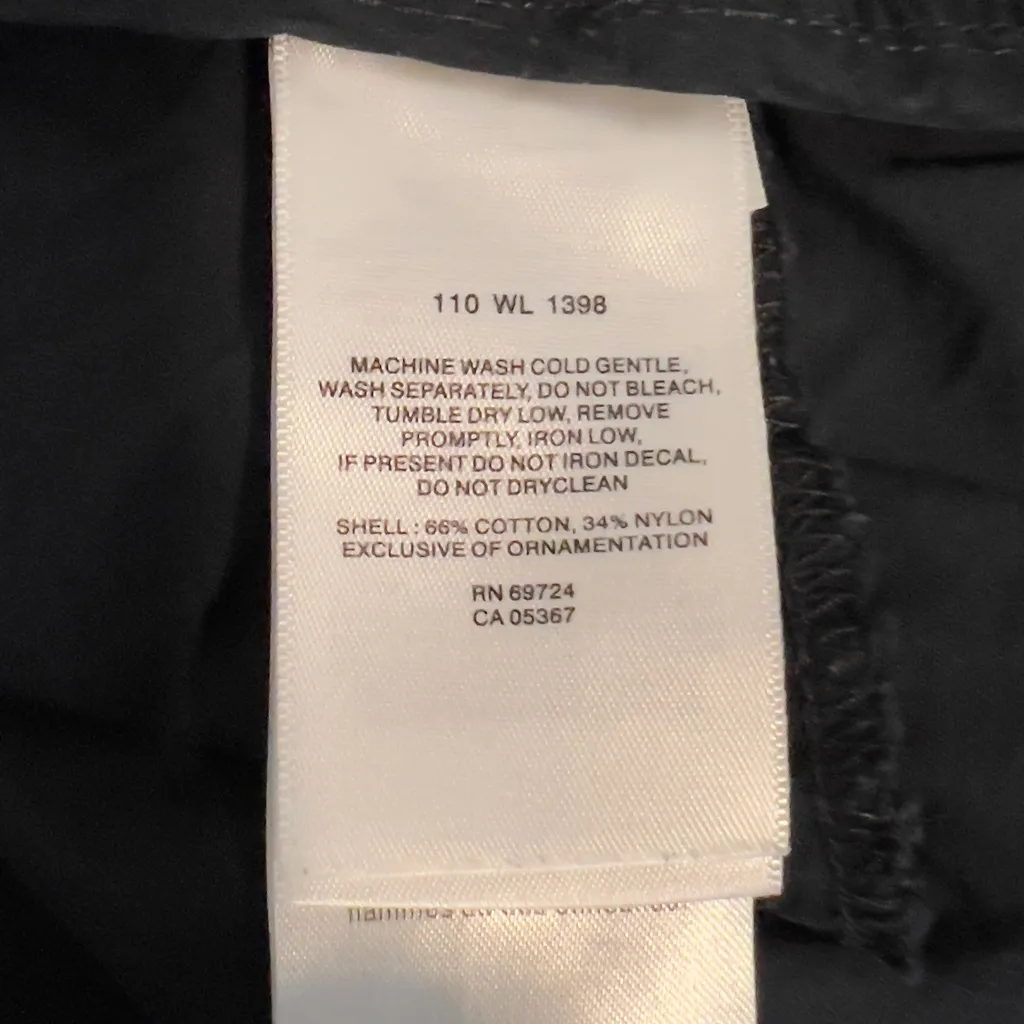 110 WL 1398
MACHINE WASH COLD GENTLE,
WASH SEPARATELY, DO NOT BLEACH,
TUMBLE DRY LOW, REMOVE
PROMPTLY, IRON LOW,
IF PRESENT DO NOT IRON DECAL,
DO NOT DRYCLEAN
SHELL : 66% COTTON, 34% NYLON
EXCLUSIVE OF ORNAMENTATION
RN 69724
CA 05367